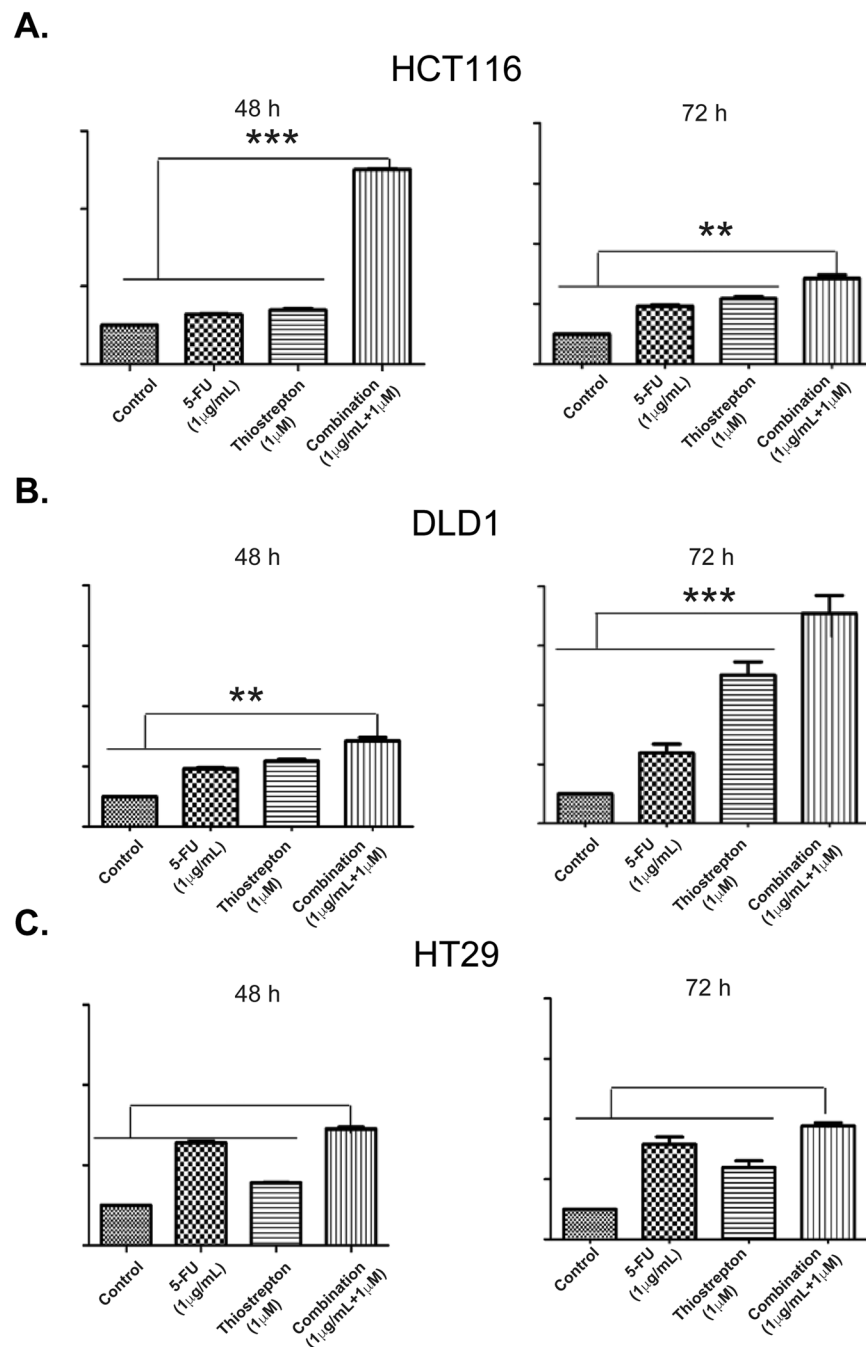 A.
HCT116
48 h
***
Control
5-FU
(1μg/mL)
Thiostrepton
(1μM)
Combination
(1μg/mL+1μM)
72 h
**
Control
5-FU
(1μg/mL)
Thiostrepton
(1μM)
Combination
(1μg/mL+1μM)
B.
DLD1
48 h
**
Control
5-FU
(1μg/mL)
Thiostrepton
(1μM)
Combination
(1μg/mL+1μM)
72 h
***
Control
5-FU
(1μg/mL)
Thiostrepton
(1μM)
Combination
(1μg/mL+1μM)
C.
HT29
48 h
Control
5-FU
(1μg/mL)
Thiostrepton
(1μM)
Combination
(1μg/mL+1μM)
72 h
Control
5-FU
(1μg/mL)
Thiostrepton
(1μM)
Combination
(1μg/mL+1μM)